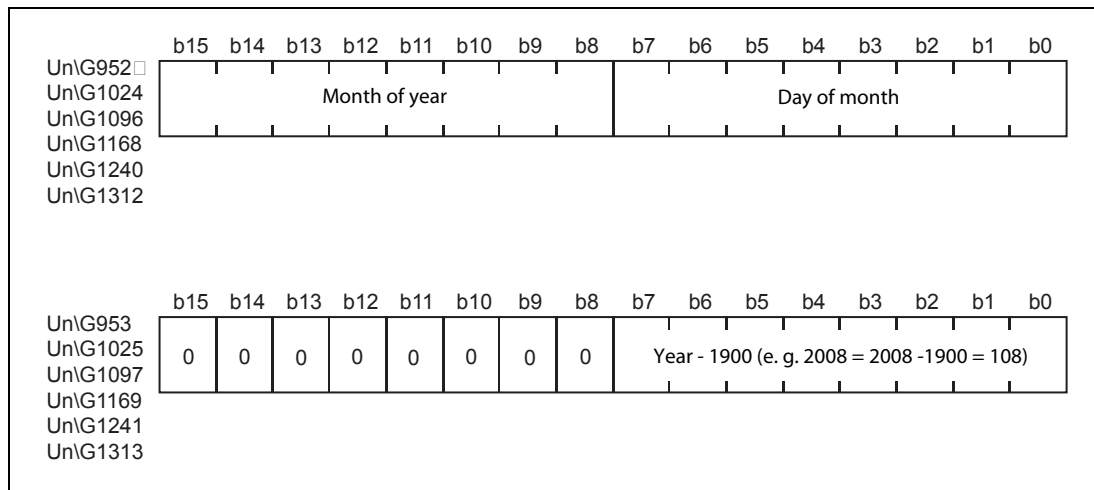 b15 b14 b13 b12 b11 b10 b9 b8 b7 b6 b5 b4 b3 b2 b1 b0
Un\G952□
Un\G1024
Un\G1096
Un\G1168
Un\G1240
Un\G1312
Month of year Day of month
b15 b14 b13 b12 b11 b10 b9 b8 b7 b6 b5 b4 b3 b2 b1 b0
Un\G953
Un\G1025
Un\G1097
Un\G1169
Un\G1241
Un\G1313
0 0 0 0 0 0 0 0 Year - 1900 (e. g. 2008 = 2008 -1900 = 108)